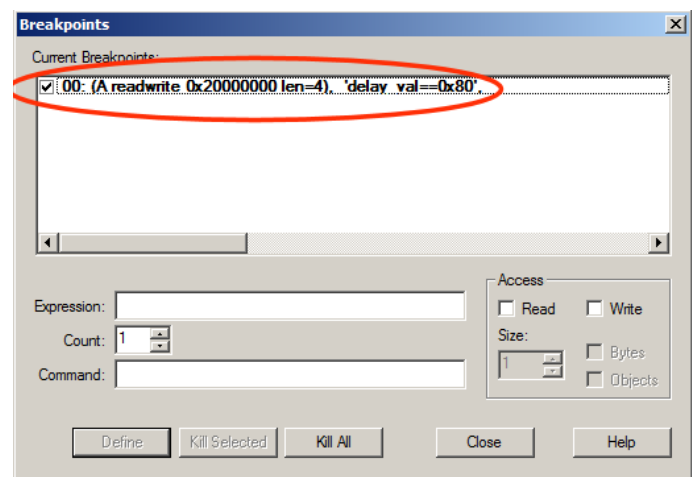 Breakpoints
Current Breakpoints:
00: (A readwrite 0x20000000 len=4), 'delay_val==0x80',
Access
Expression:
Read
Write
Count: 1
Size:
1
Bytes
Command:
Objects
Define
Kill Selected
Kill All
Close
Help